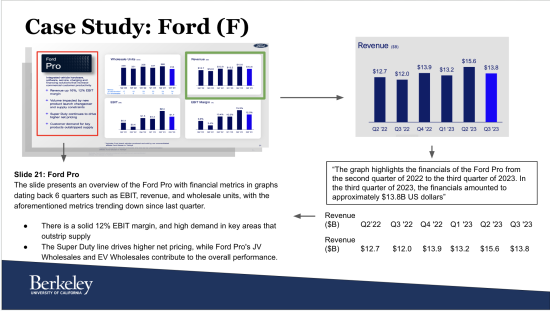 Case Study: Ford (F)
Ford
Pro
Wholesale Units
Revenue
EBIT
EBIT Margin
Revenue ($B)
$12.7
$12.0
$13.9
$13.2
$15.6
$13.8
Q2 '22
Q3 '22
Q4 '22
Q1 '23
Q2 '23
Q3 '23
Slide 21: Ford Pro
The slide presents an overview of the Ford Pro with financial metrics in graphs
dating back 6 quarters such as EBIT, revenue, and wholesale units, with the
aforementioned metrics trending down since last quarter.
● There is a solid 12% EBIT margin, and high demand in key areas that
outstrip supply
● The Super Duty line drives higher net pricing, while Ford Pro's JV
Wholesales and EV Wholesales contribute to the overall performance.
"The graph highlights the financials of the Ford Pro from
the second quarter of 2022 to the third quarter of 2023. In
the third quarter of 2023, the financials amounted to
approximately $13.8B US dollars"
Revenue
($B) Q2'22 Q3 '22 Q4 '22 Q1 '23 Q2 '23 Q3 '23
Revenue
($B) $12.7 $12.0 $13.9 $13.2 $15.6 $13.8
Berkeley
UNIVERSITY OF CALIFORNIA